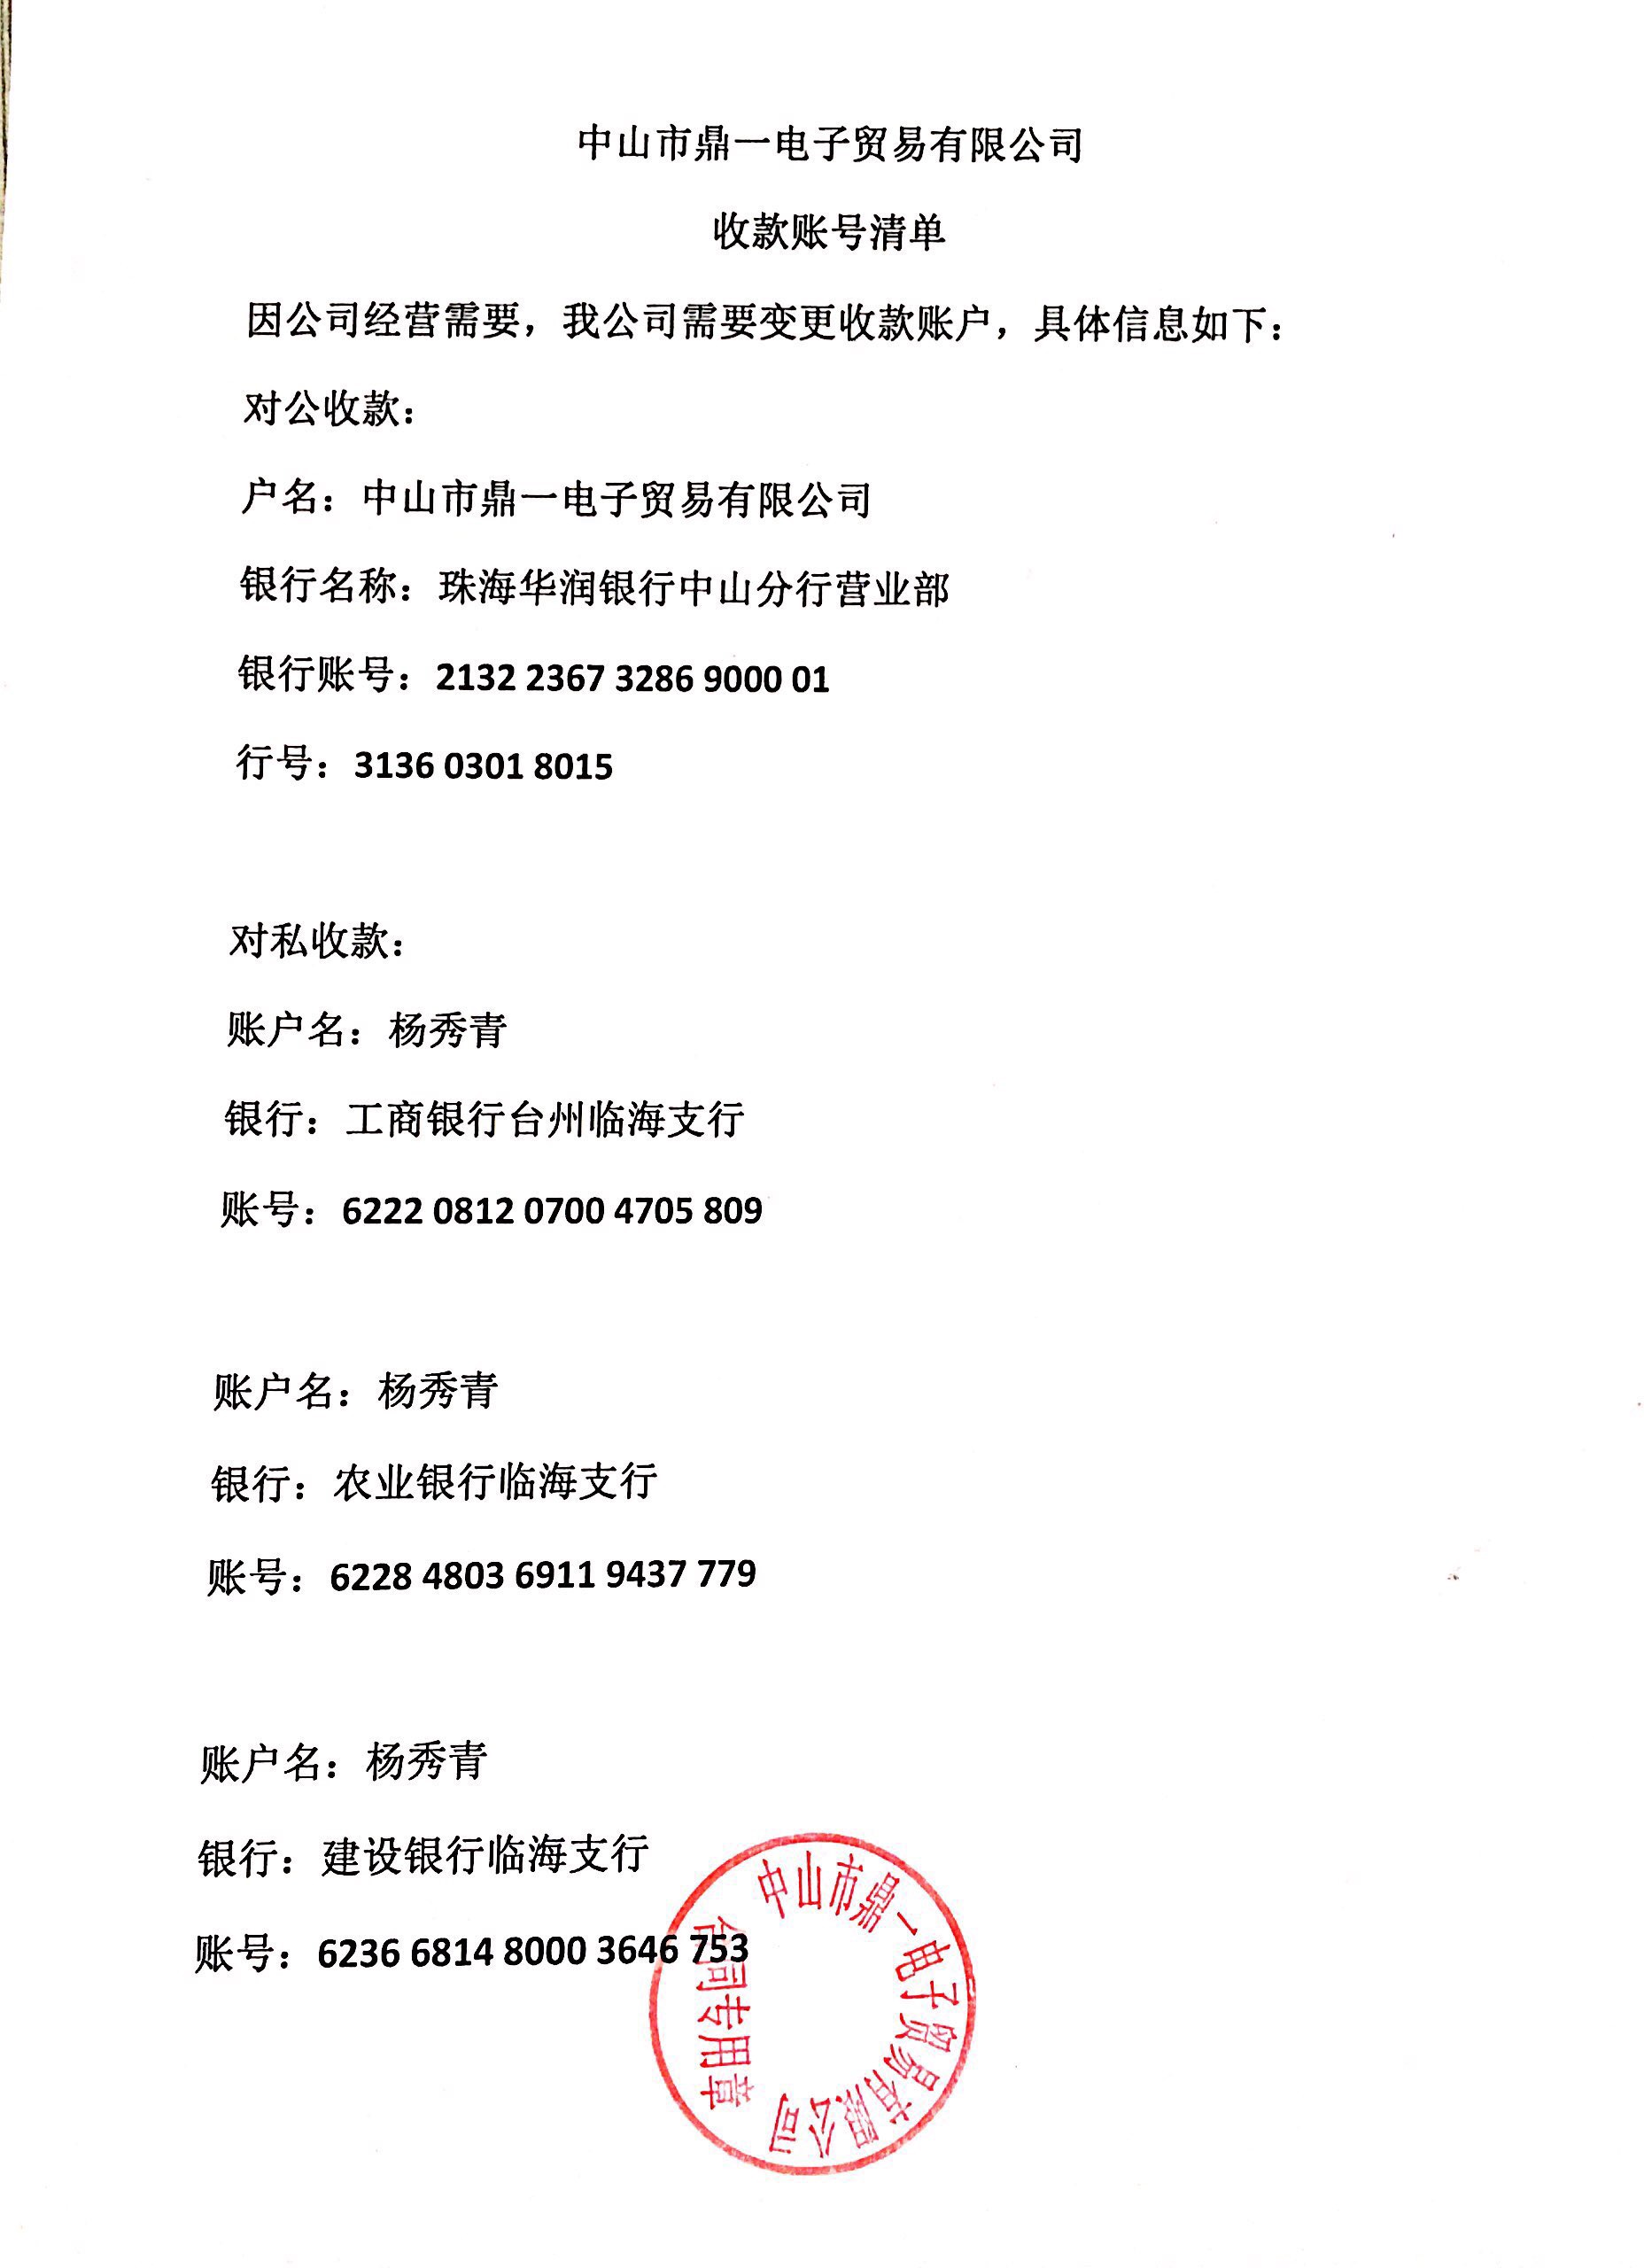 中山市鼎一电子贸易有限公司
收款账号清单
因公司经营需要，我公司需要变更收款账户，具体信息如下：
对公收款：
户名：中山市鼎一电子贸易有限公司
银行名称：珠海华润银行中山分行营业部
银行账号：2132 2367 3286 9000 01
行号：3136 0301 8015
对私收款：
账户名：杨秀青
银行：工商银行台州临海支行
账号：6222 0812 0700 4705 809
账户名：杨秀青
银行：农业银行临海支行
账号：6228 4803 6911 9437 779
账户名：杨秀青
银行：建设银行临海支行
账号：6236 6814 8000 3646 753
中山市鼎一电子贸易有限公司
合同专用章